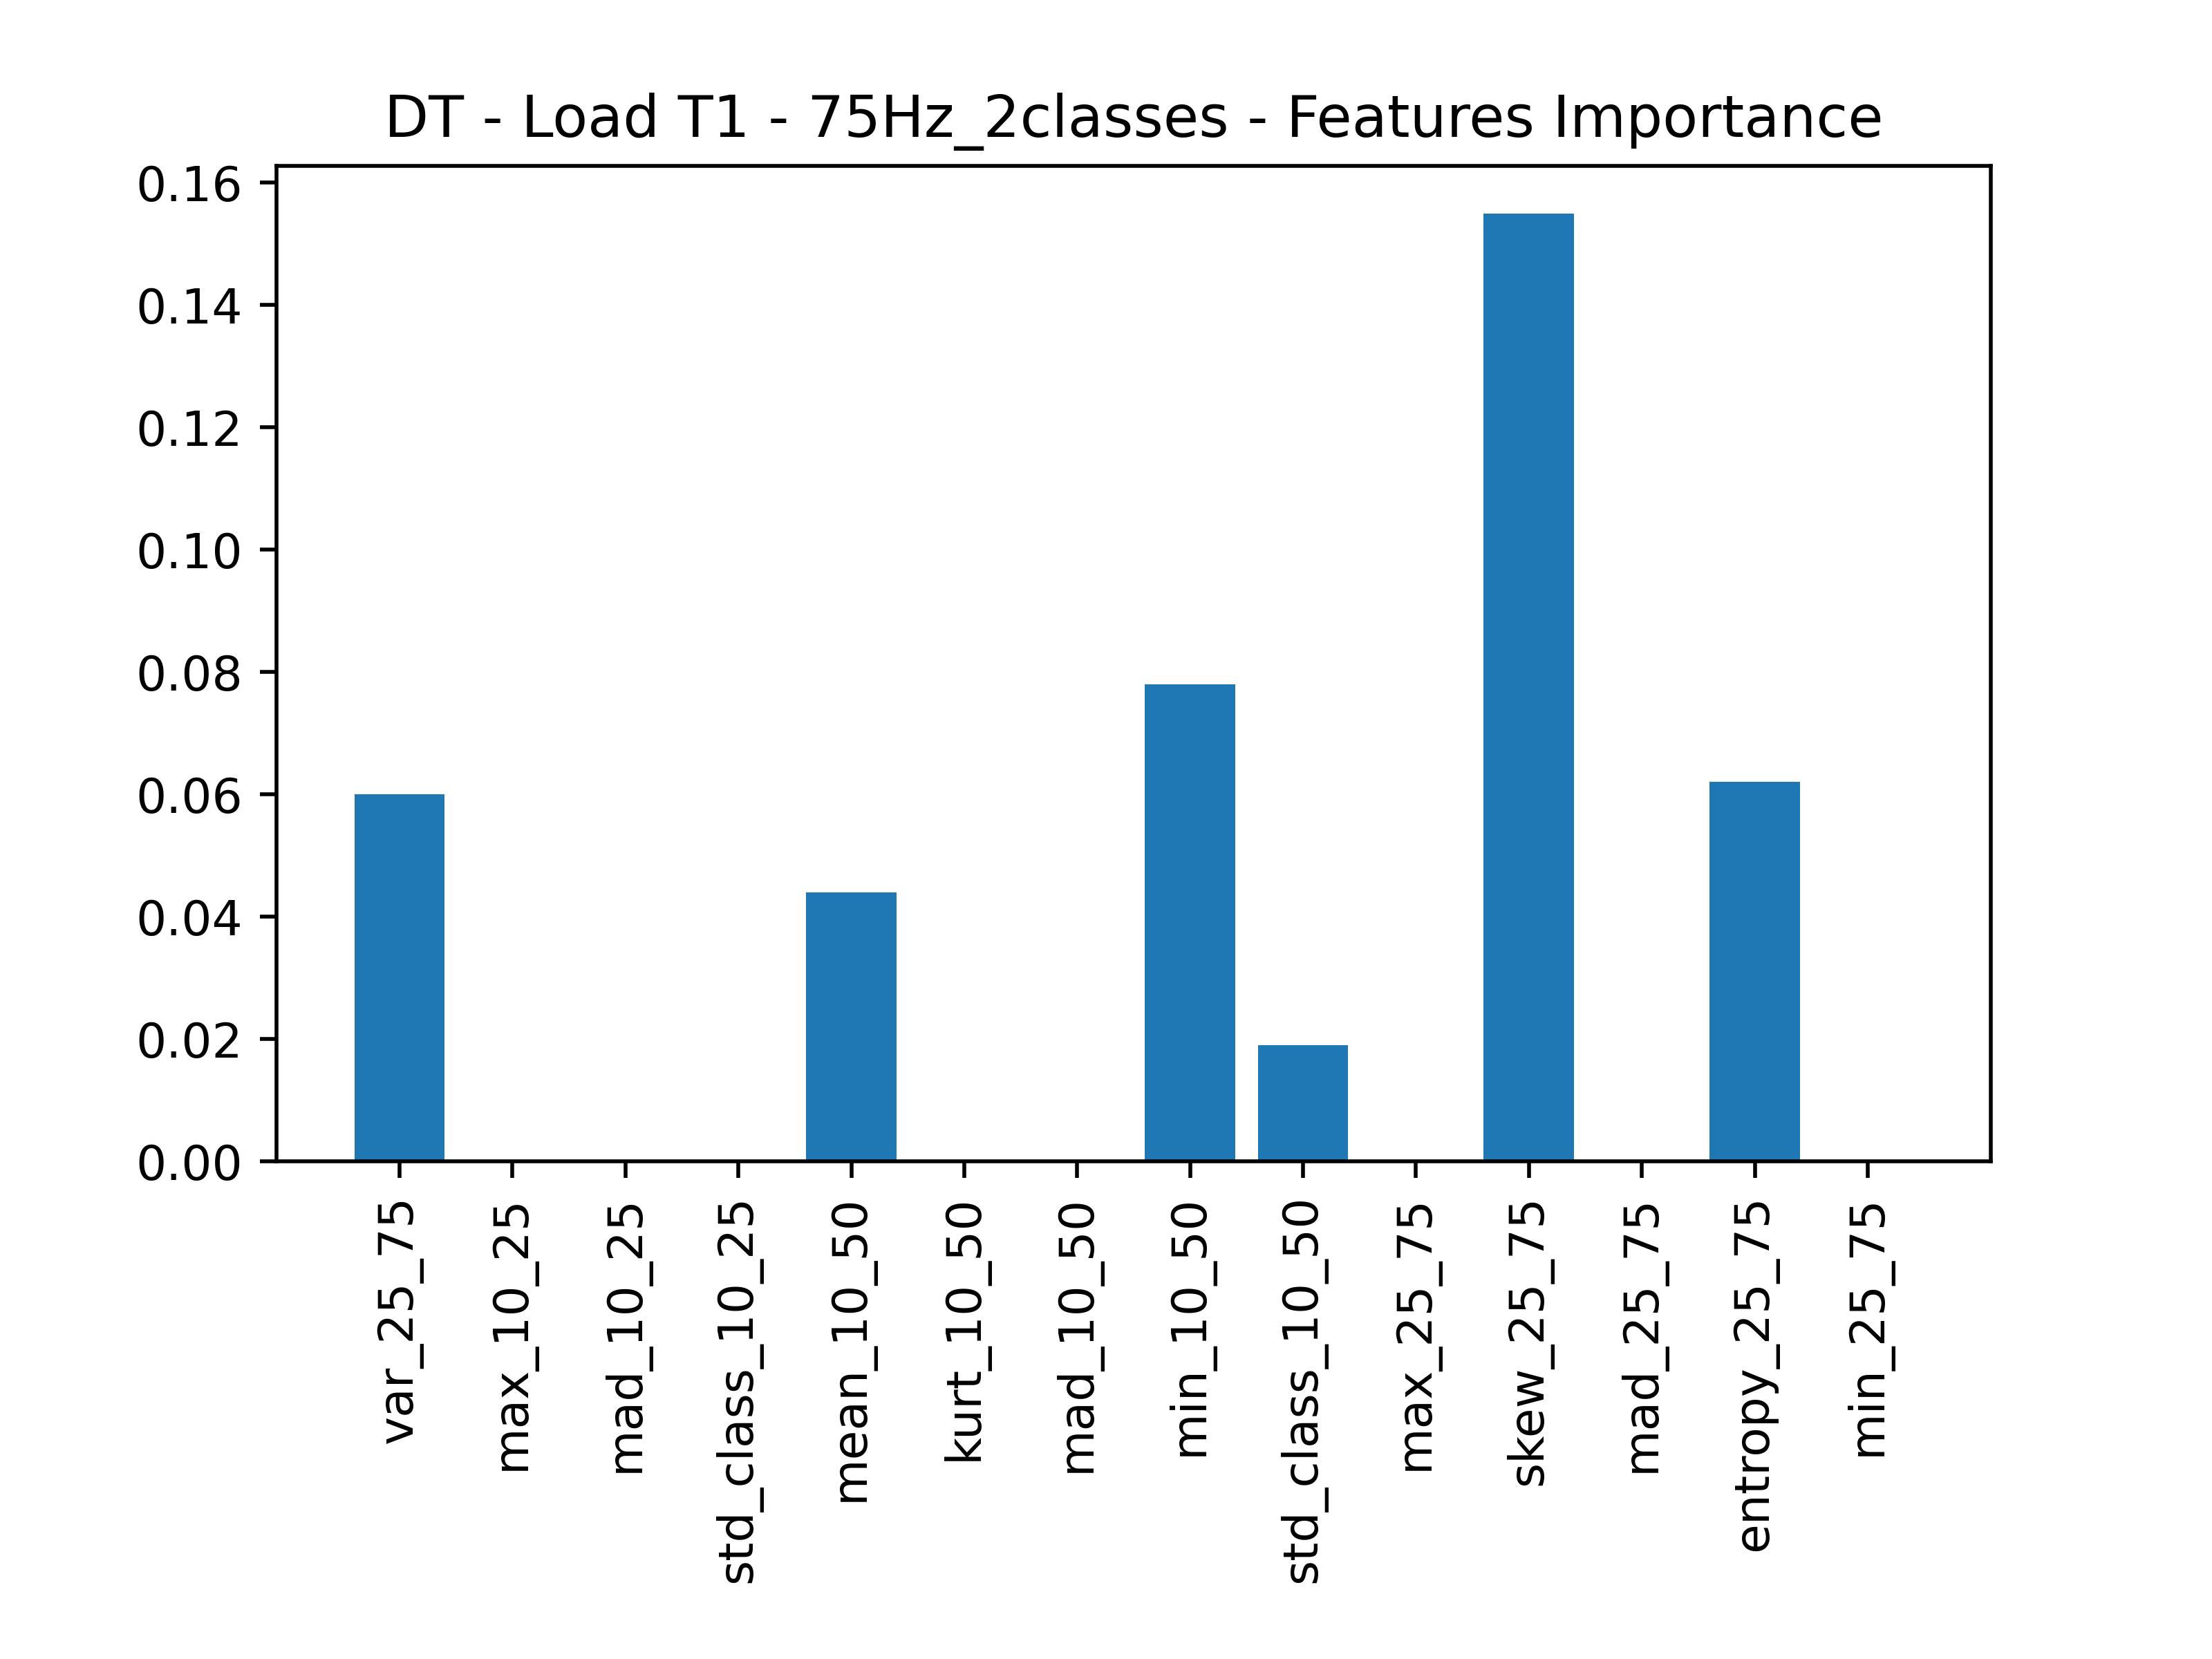 DT - Load T1 - 75Hz_2classes - Features Importance
0.16
0.14
0.12
0.10
0.08
0.06
0.04
0.02
0.00
var_25_75
max_10_25
mad_10_25
std_class_10_25
mean_10_50
kurt_10_50
mad_10_50
min_10_50
std_class_10_50
max_25_75
skew_25_75
mad_25_75
entropy_25_75
min_25_75